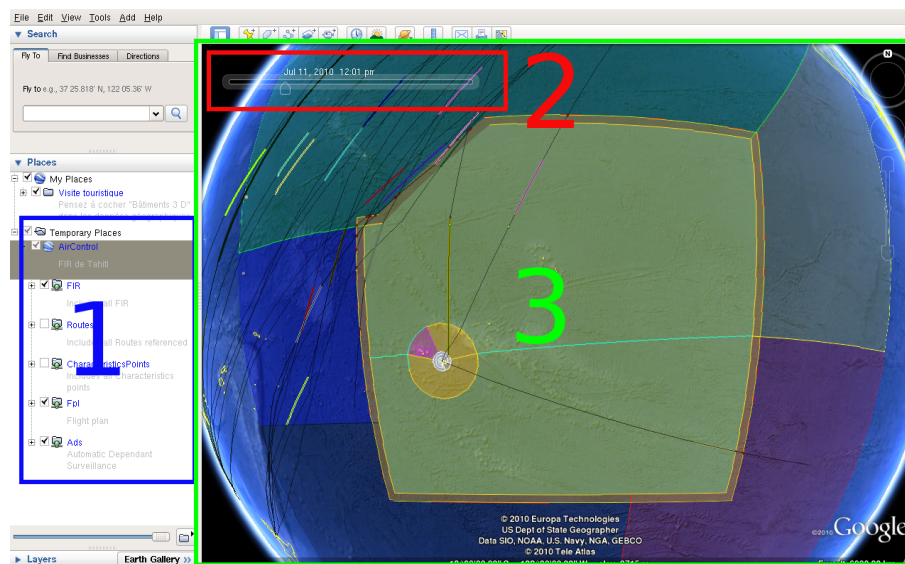 File Edit View Tools Add Help
Search
Fly To Find Businesses Directions
Fly to e.g., 37 25.818' N, 122 05.36' W
Places
My Places
Visite touristique
Pensez à cocher "Bâtiments 3 D"
Temporary Places
AirControl
FIR de Tahiti
FIR
Include all FIR
Routes
Include all Routes referenced
CharacteristicsPoints
Includes all Characteristics
points
Fpl
Flight plan
Ads
Automatic Dependant
Surveillance
Layers
Earth Gallery >>
1
Jul 11, 2010 12:01 pm
2
N
3
© 2010 Europa Technologies
US Dept of State Geographer
Data SIO, NOAA, U.S. Navy, NGA, GEBCO
© 2010 Tele Atlas
©2010 Google